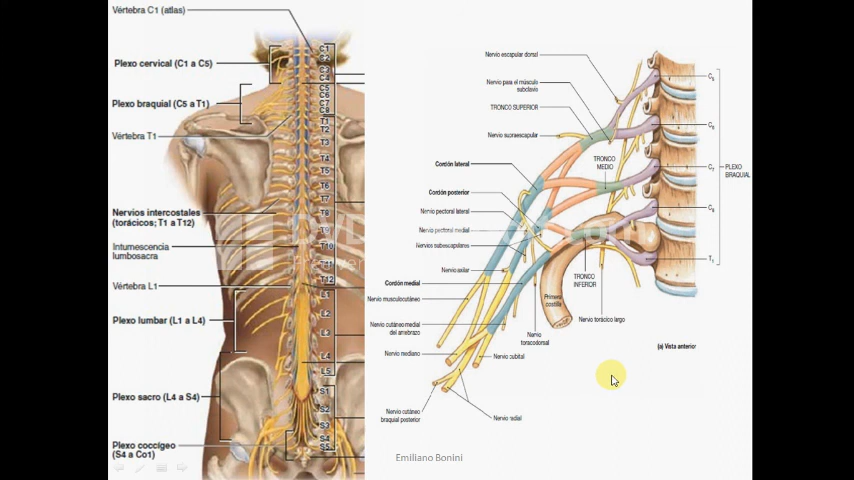 Vértebra C1 (atlas)
Plexo cervical (C1 a C5)
Plexo braquial (C5 a T1)
Vértebra T1
Nervios intercostales
(torácicos; T1 a T12)
Intumescencia
lumbosacra
Vértebra L1
Plexo lumbar (L1 a L4)
Plexo sacro (L4 a S4)
Plexo coccígeo
(S4 a Co1)
C1
C2
C3
C4
C5
C6
C7
C8
T1
T2
T3
T4
T5
T6
T7
T8
T9
T10
T11
T12
L1
L2
L3
L4
L5
S1
S2
S3
S4
S5
Nervio escapular dorsal
Nervio para el músculo
subclavio
TRONCO SUPERIOR
Nervio supraescapular
TRONCO
MEDIO
Cordón lateral
Cordón posterior
Nervio pectoral lateral
Nervio pectoral medial
Nervios subescapulares
Nervio axilar
Cordón medial
Nervio musculocutáneo
Nervio cutáneo medial
del antebrazo
Nervio mediano
Nervio cutáneo
braquial posterior
Nervio radial
Nervio cubital
Nervio
toracodorsal
Primera
costilla
TRONCO
INFERIOR
Nervio torácico largo
C5
C6
C7
C8
T1
PLEXO
BRAQUIAL
(a) Vista anterior
Emiliano Bonini